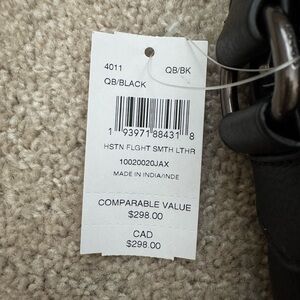 4011 QB/BK
QB/BLACK
1 93971 88431 8
HSTN FLGHT SMTH LTHR
10020020JAX
MADE IN INDIA/INDE
COMPARABLE VALUE
$298.00
CAD
$298.00